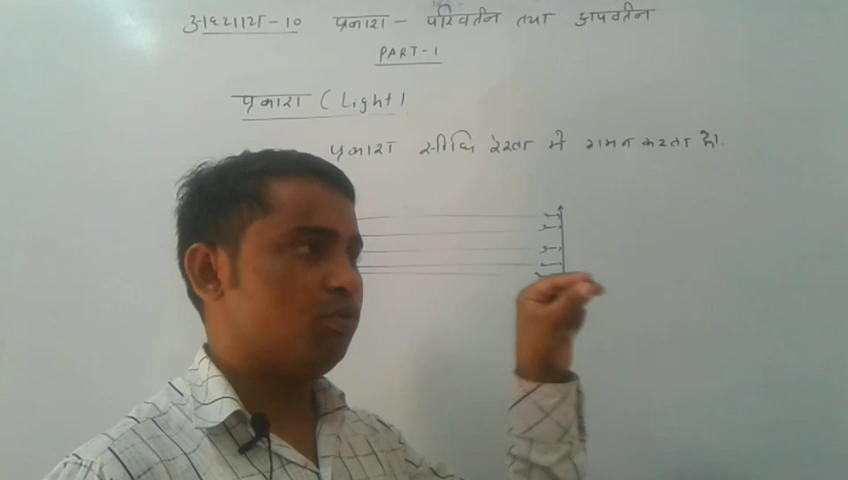 अध्याय-10 प्रकाश - परिवर्तन तथा अपवर्तन
PART-1
प्रकाश (Light)
प्रकाश सीधि रेखा में गमन करता है।